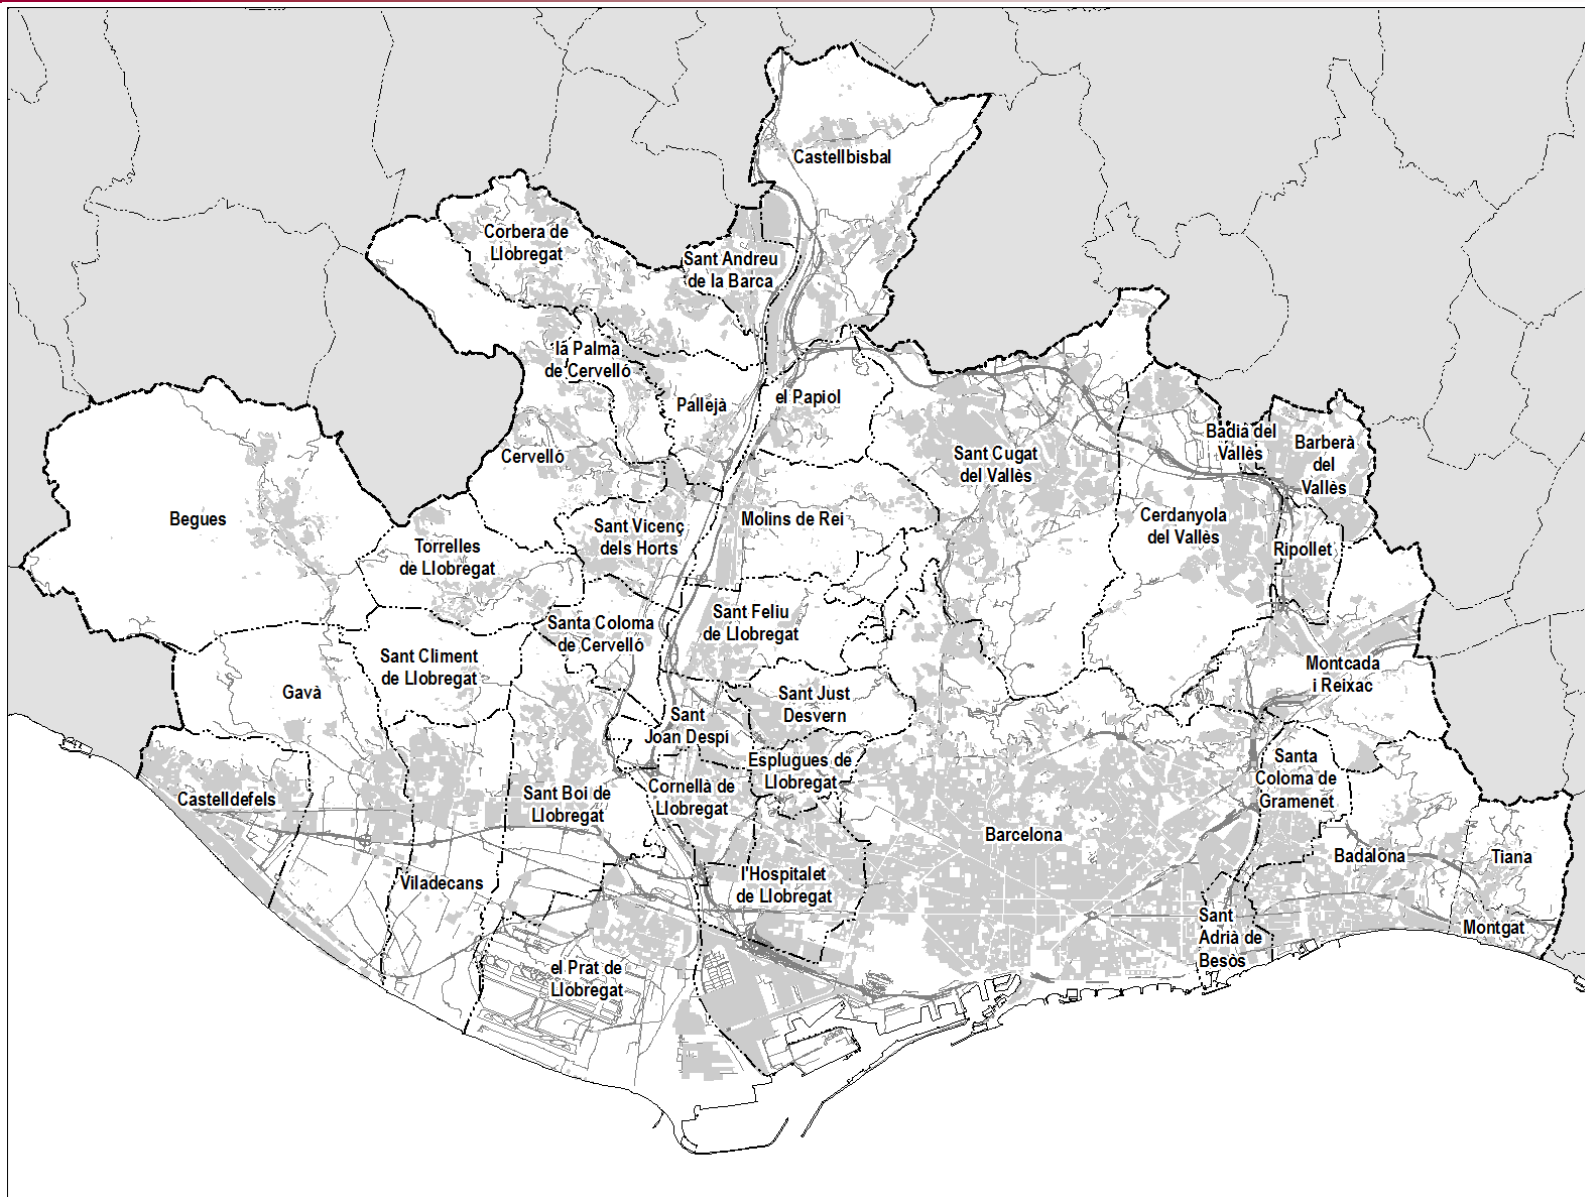 Castellbisbal
Corbera de
Llobregat
Sant Andreu
de la Barca
la Palma
de Cervelló
Pallejà
el Papiol
Cervelló
Sant Cugat
del Vallès
Badia del
Vallès
Barberà
del
Vallès
Begues
Torrelles
de Llobregat
Sant Vicenç
dels Horts
Molins de Rei
Cerdanyola
del Vallès
Ripollet
Santa Coloma
de Cervelló
Sant Feliu
de Llobregat
Sant Climent
de Llobregat
Gavà
Montcada
i Reixac
Sant Just
Desvern
Sant
Joan Despí
Esplugues de
Llobregat
Santa
Coloma de
Gramenet
Castelldefels
Sant Boi de
Llobregat
Cornellà de
Llobregat
Barcelona
Badalona
Tiana
Viladecans
l'Hospitalet
de Llobregat
Sant
Adrià de
Besòs
Montgat
el Prat de
Llobregat